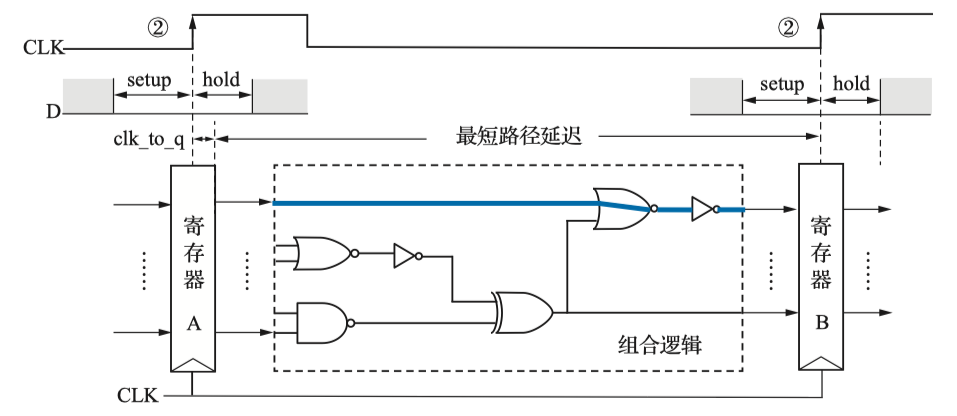 ② ②
CLK
setup hold setup hold
D
clk_to_q 最短路径延迟
寄存器 A
寄存器 B
组合逻辑
CLK